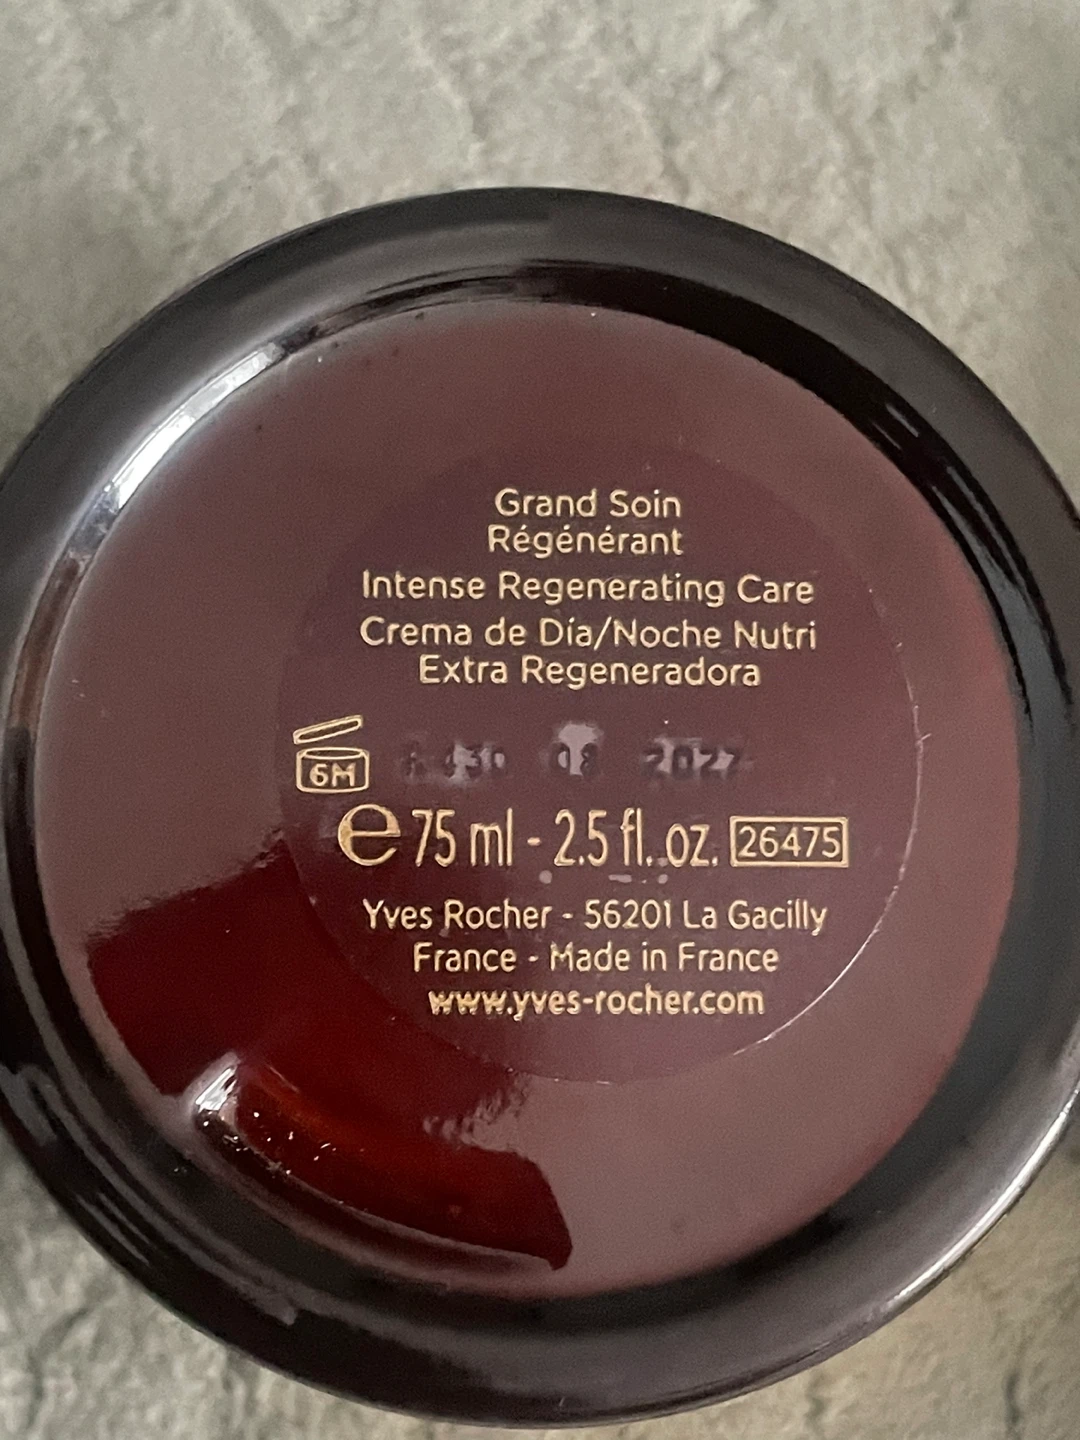 Grand Soin
Régénérant
Intense Regenerating Care
Crema de Día/Noche Nutri
Extra Regeneradora
6M 2027
e 75 ml - 2.5 fl. oz. 26475
Yves Rocher - 56201 La Gacilly
France - Made in France
www.yves-rocher.com